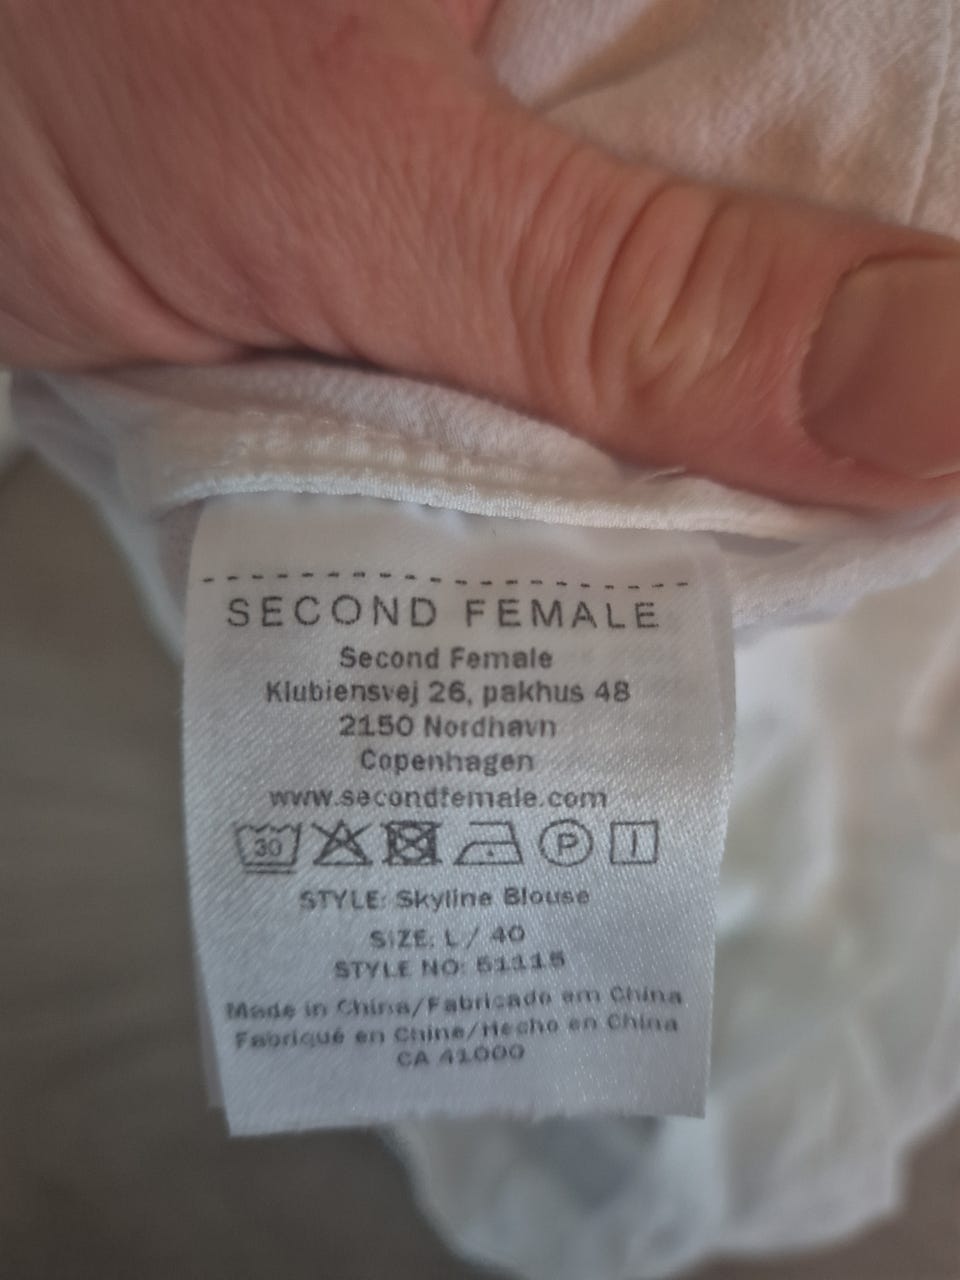 SECOND FEMALE
Second Female
Klubiensvej 26, pakhus 48
2150 Nordhavn
Copenhagen
www.secondfemale.com
30 P
STYLE: Skyline Blouse
SIZE: L / 40
STYLE NO: 51115
Made in China/Fabricado em China
Fabriqué en Chine/Hecho en China
CA 41000